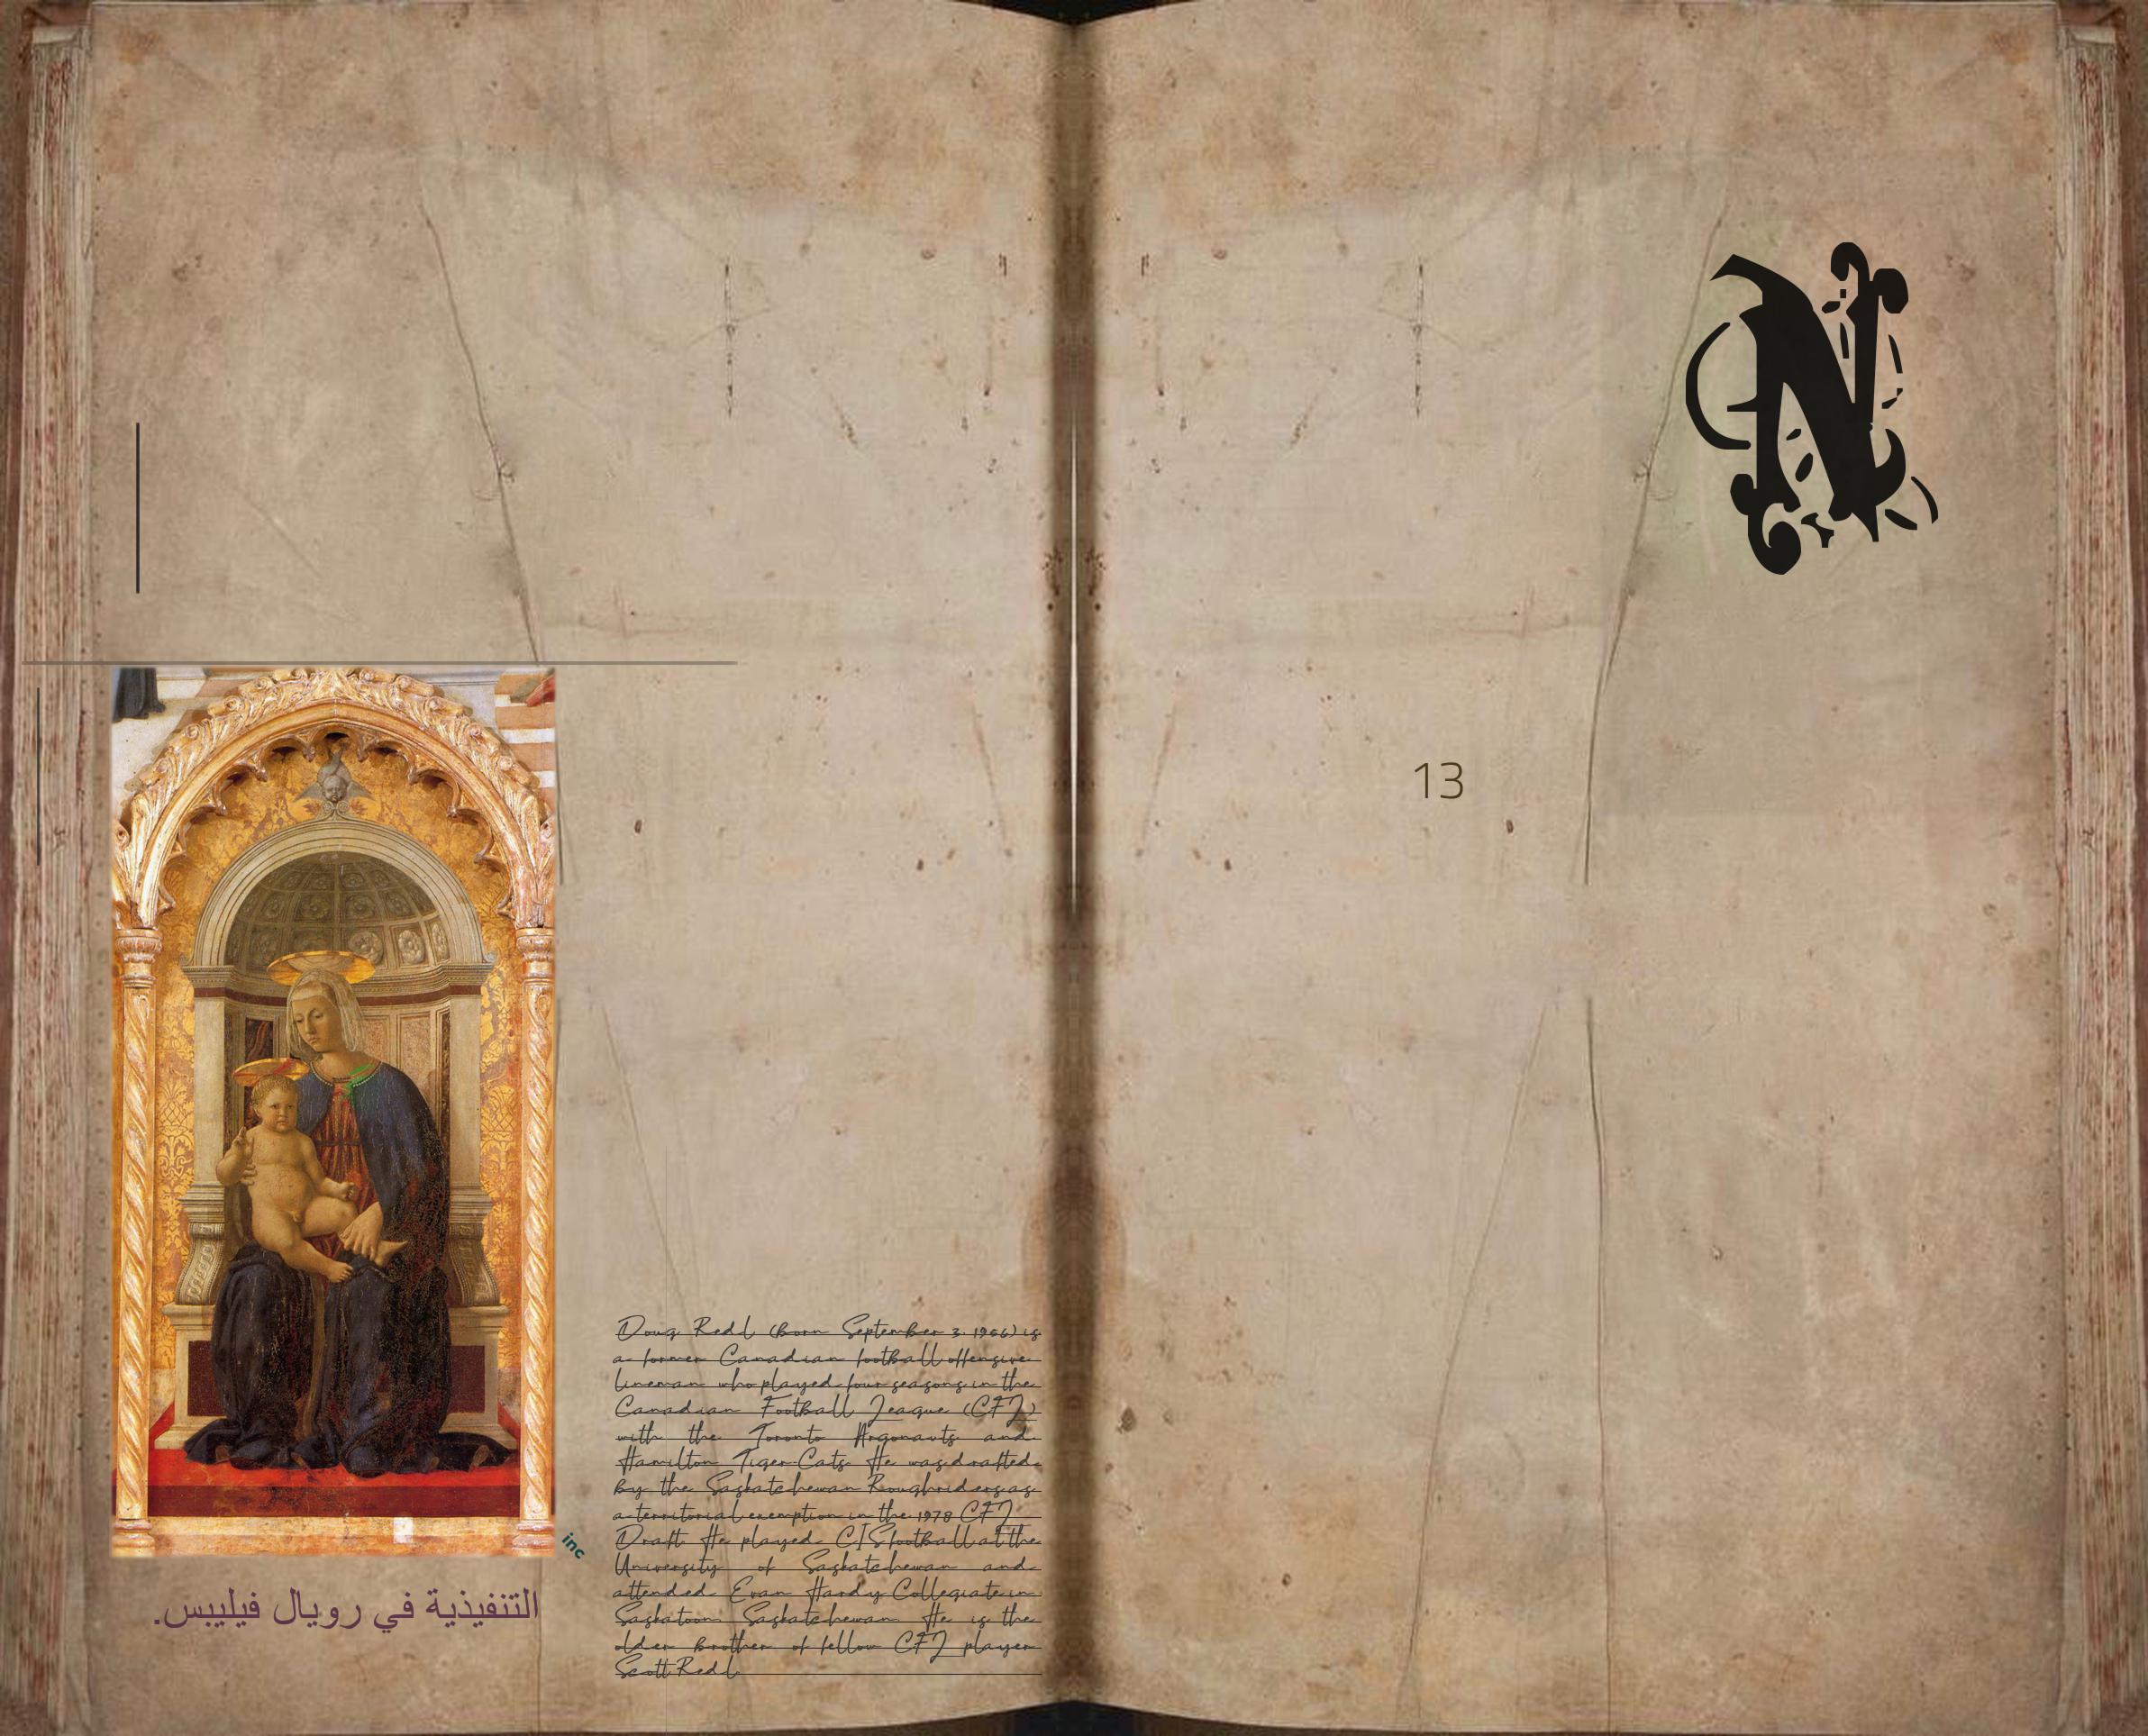 N
13
Doug Redl (born September 3, 1956) is
a former Canadian football offensive
lineman who played four seasons in the
Canadian Football League (CFL)
with the Toronto Argonauts and
Hamilton Tiger-Cats. He was drafted
by the Saskatchewan Roughriders as
a territorial exemption in the 1978 CFL
Draft. He played CIS football at the
University of Saskatchewan and
attended Evan Hardy Collegiate in
Saskatoon, Saskatchewan. He is the
older brother of fellow CFL player
Scott Redl.
inc
التنفيذية في رويال فيليبس.